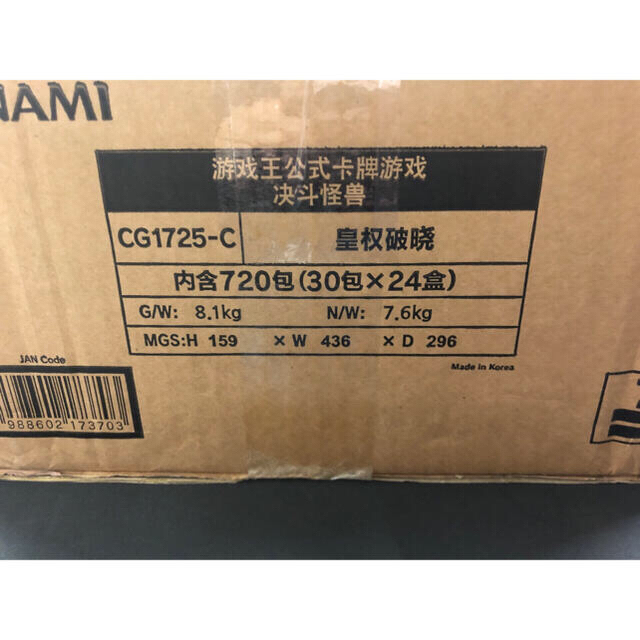 NAMI
游戏王公式卡牌游戏
决斗怪兽
CG1725-C 皇权破晓
内含720包(30包×24盒)
G/W: 8.1kg N/W: 7.6kg
MGS:H 159 × W 436 × D 296
JAN Code
Made in Korea
988602 173703